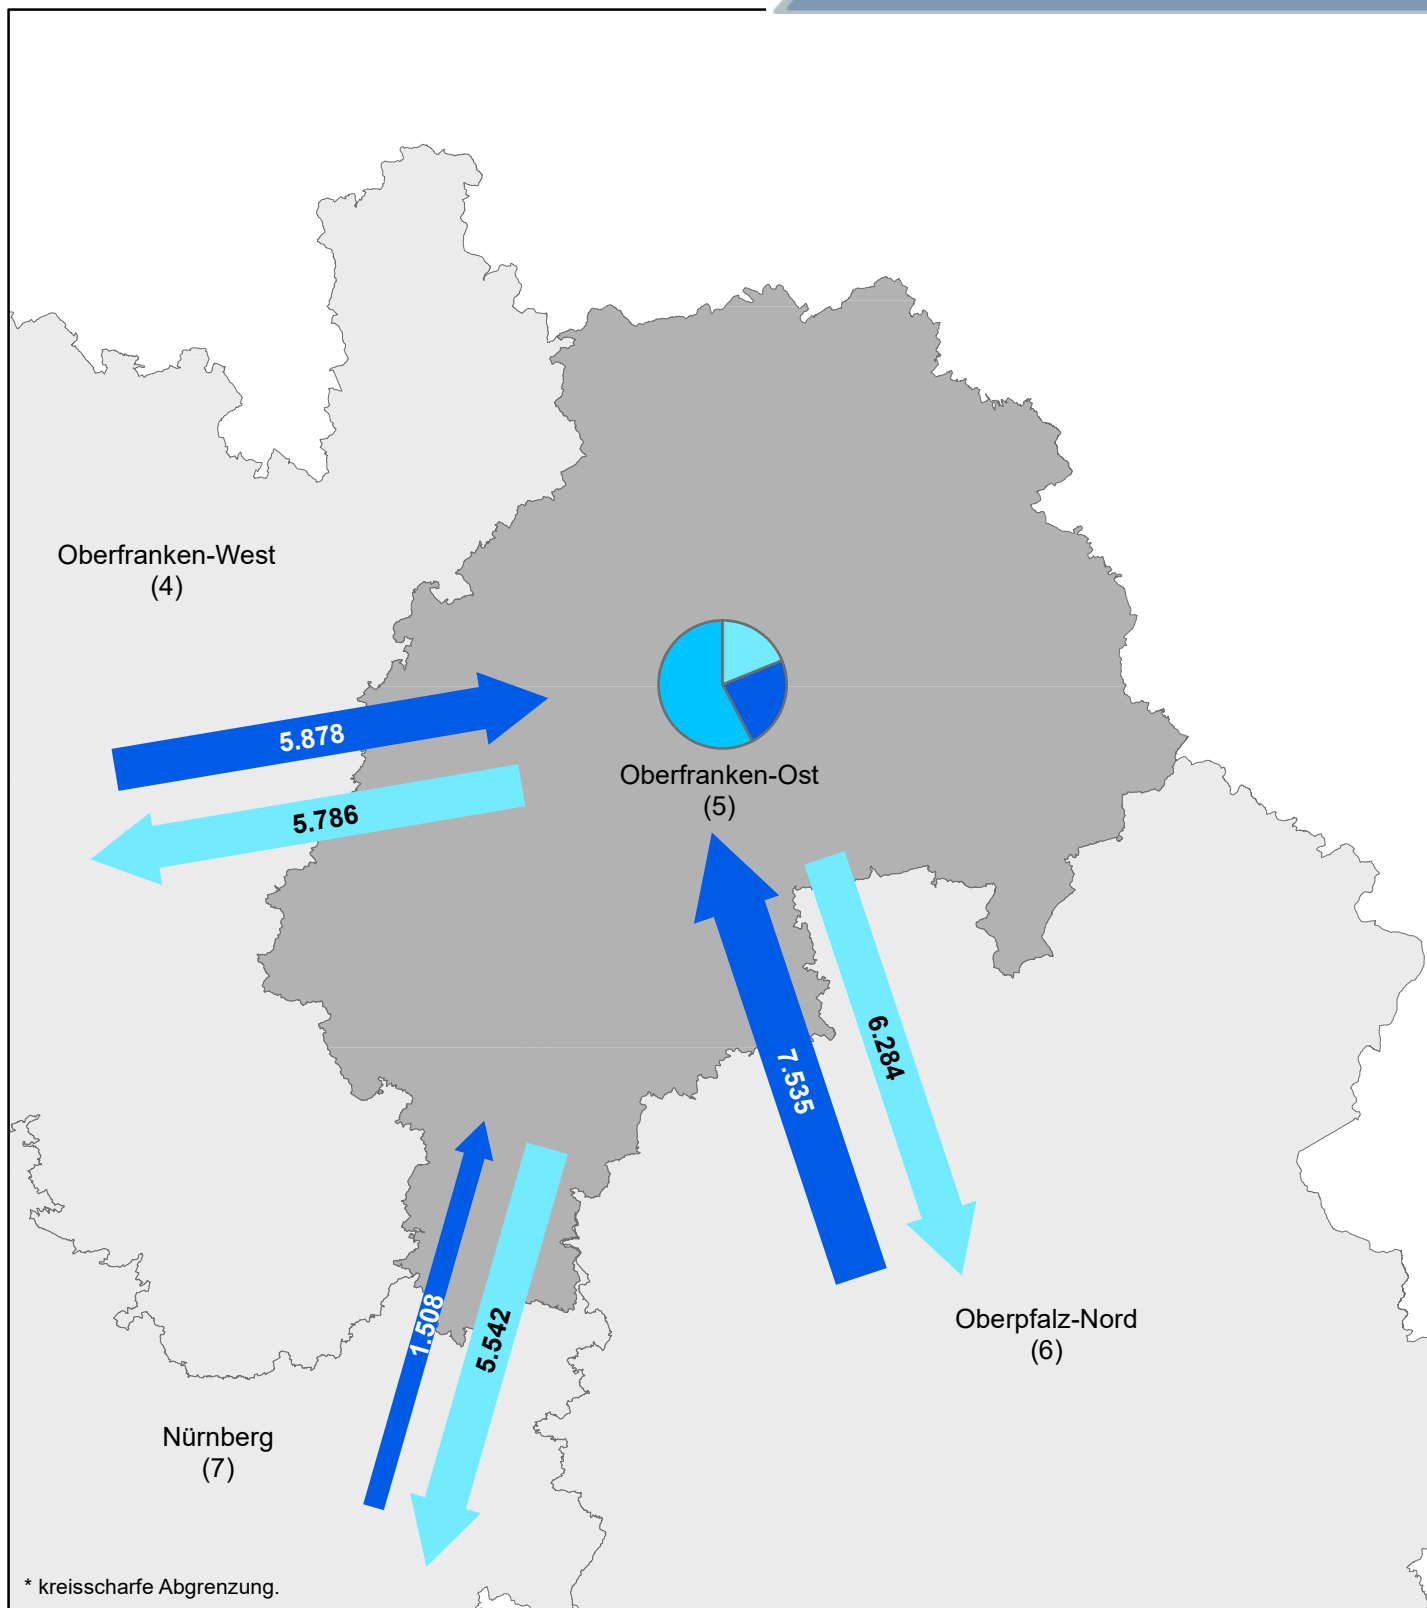 Oberfranken-West
(4)
5.878
5.786
Oberfranken-Ost
(5)
6.284
7.535
1.508
5.542
Oberpfalz-Nord
(6)
Nürnberg
(7)
* kreisscharfe Abgrenzung.